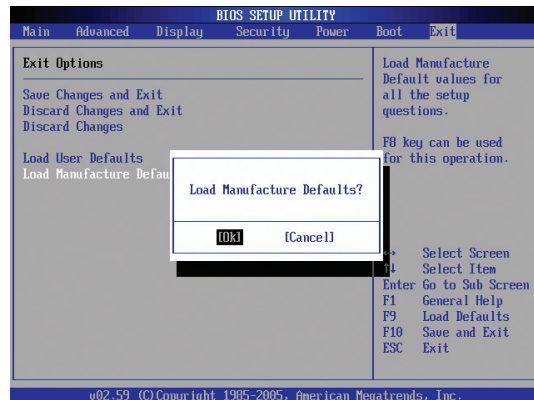 BIOS SETUP UTILITY
Main Advanced Display Security Power Boot Exit
Exit Options
Save Changes and Exit
Discard Changes and Exit
Discard Changes
Load User Defaults
Load Manufacture Defau
Load Manufacture Defaults?
[Ok] [Cancel]
Load Manufacture
Default values for
all the setup
questions.
F8 key can be used
for this operation.
↔ Select Screen
↑↓ Select Item
Enter Go to Sub Screen
F1 General Help
F9 Load Defaults
F10 Save and Exit
ESC Exit
v02.59 (C)Copyright 1985-2005, American Megatrends, Inc.